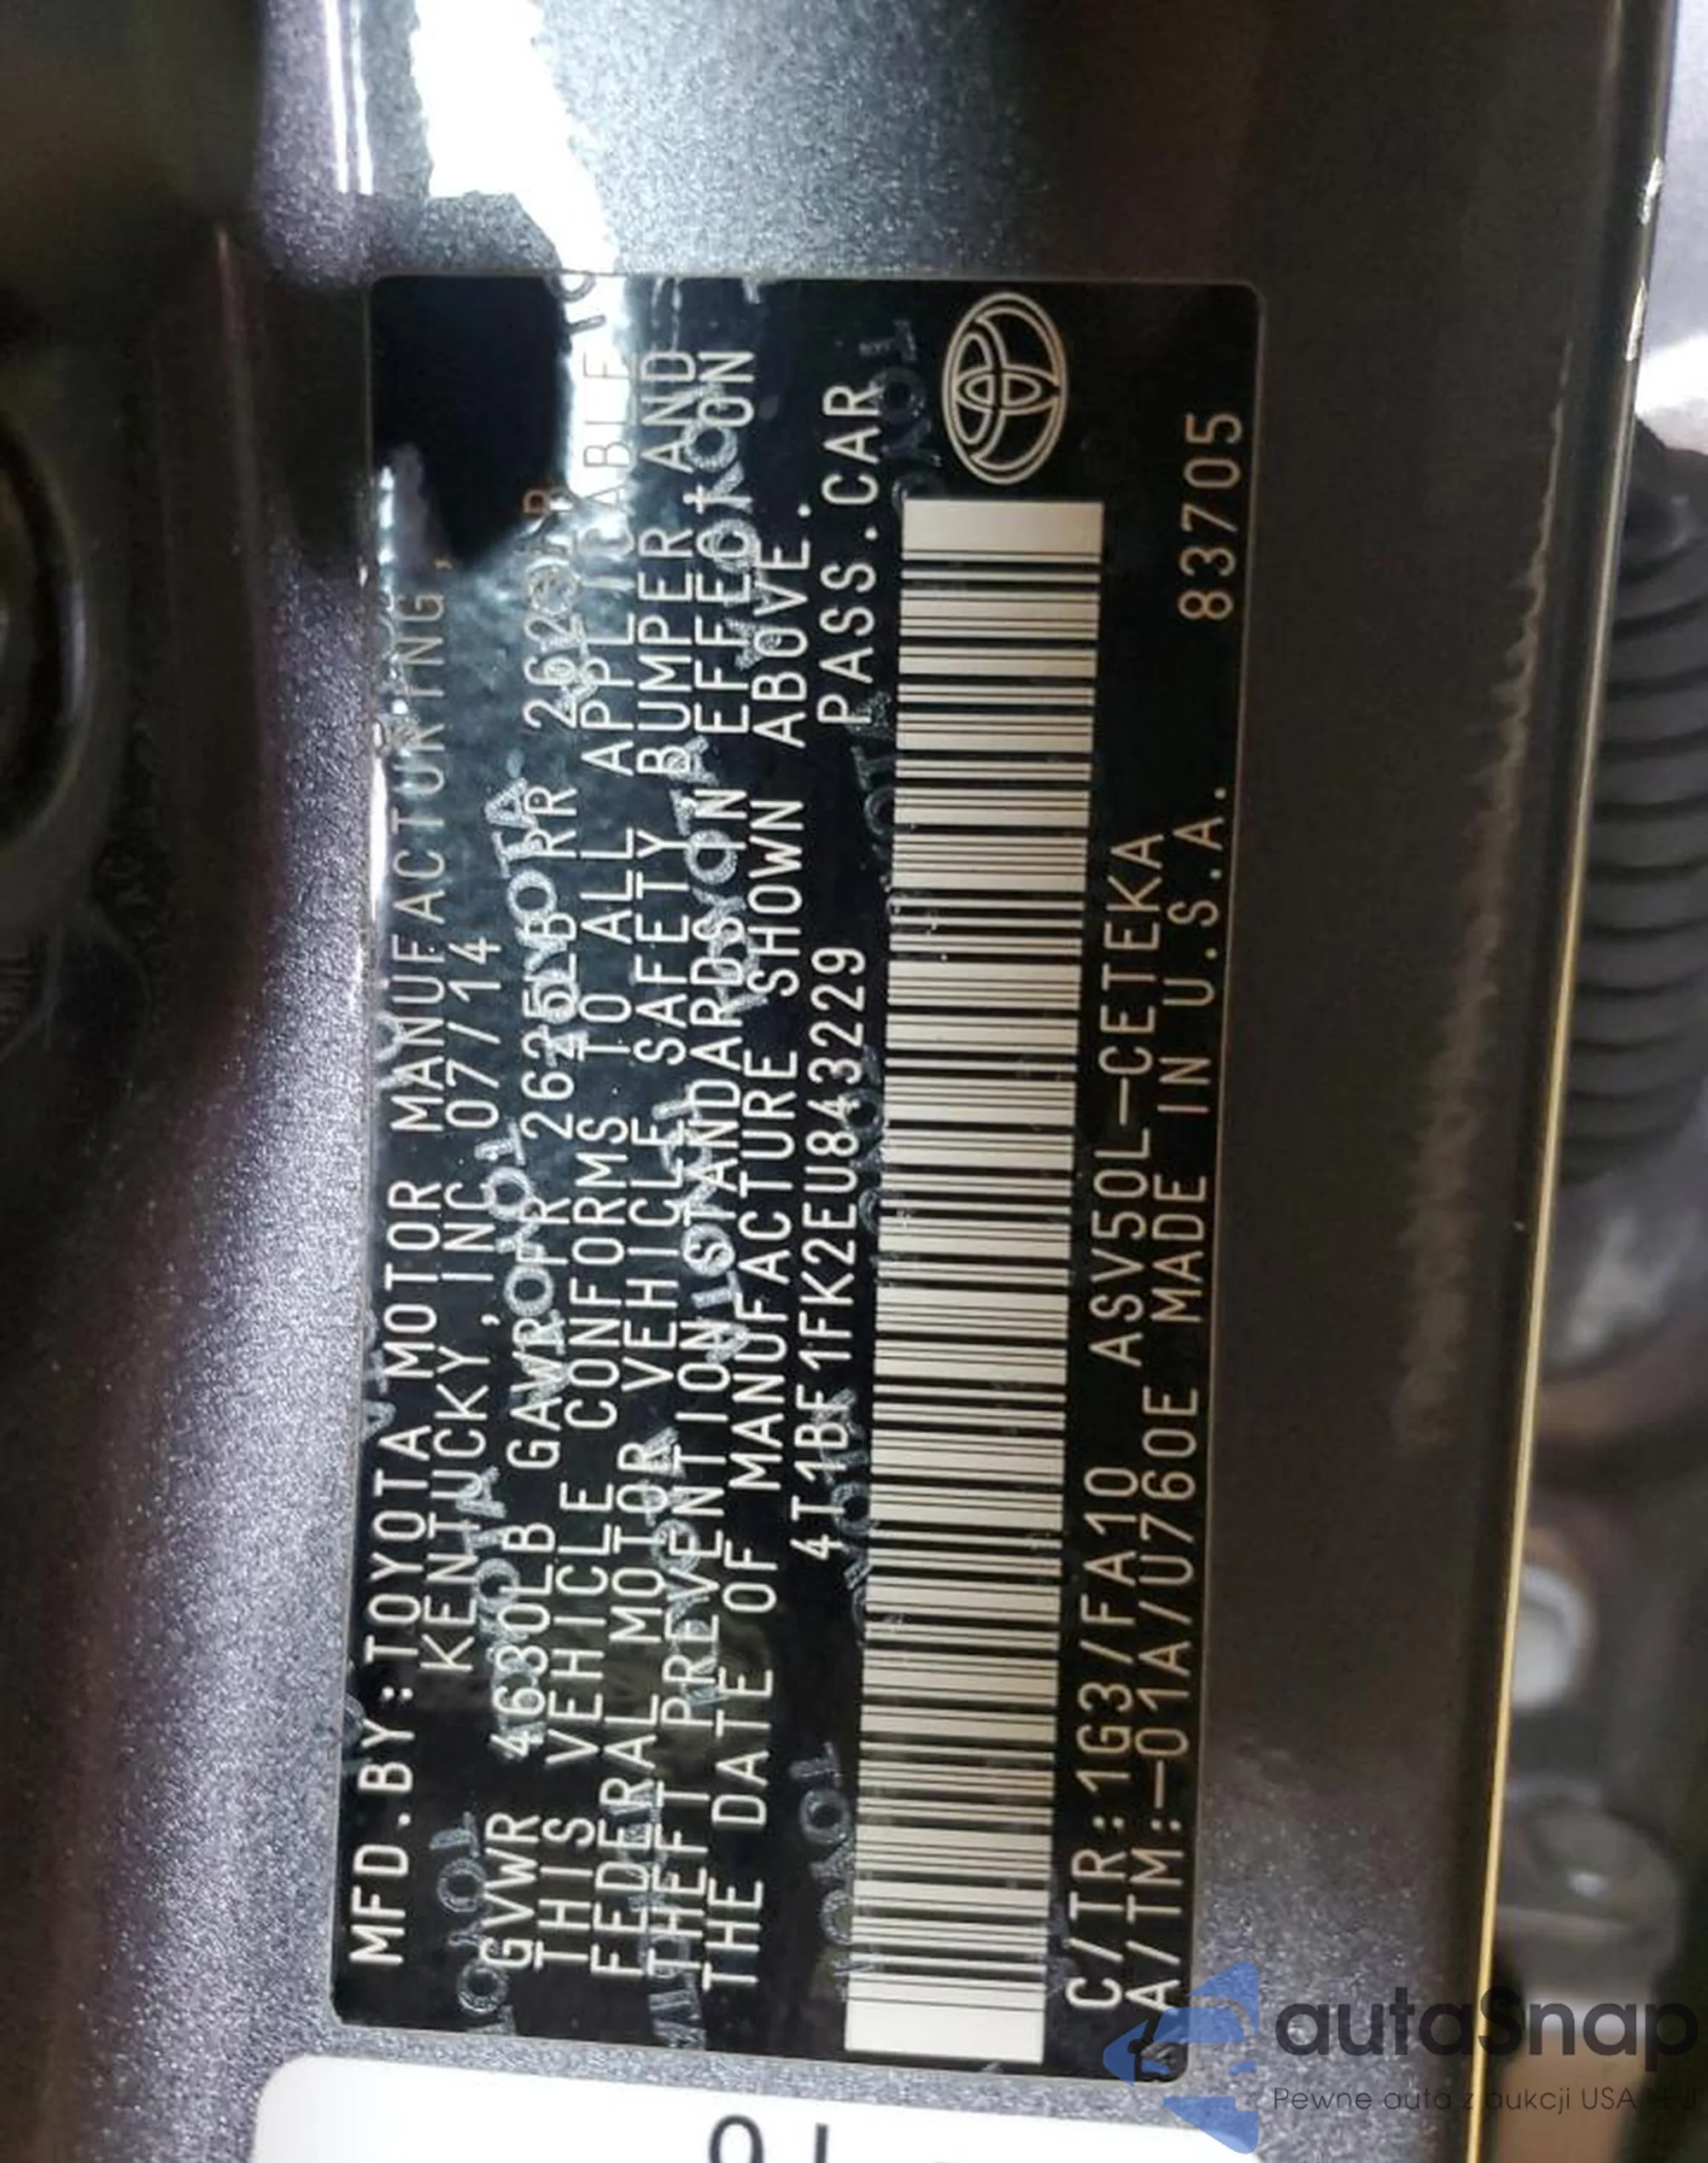 MFD.BY:TOYOTA MOTOR MANUFACTURING,
KENTUCKY,INC. 07/14
GVWR 4630LB GAWR FR 2625LB RR 2620LB
THIS VEHICLE CONFORMS TO ALL APPLICABLE
FEDERAL MOTOR VEHICLE SAFETY BUMPER AND
THEFT PREVENTION STANDARDS IN EFFECT ON
THE DATE OF MANUFACTURE SHOWN ABOVE.
4T1BF1FK2EU843229 PASS.CAR
C/TR:1G3/FA10 ASV50L-CETEKA
A/TM:-01A/U760E MADE IN U.S.A. 83705
autaSnap
Pewne auta z aukcji USA